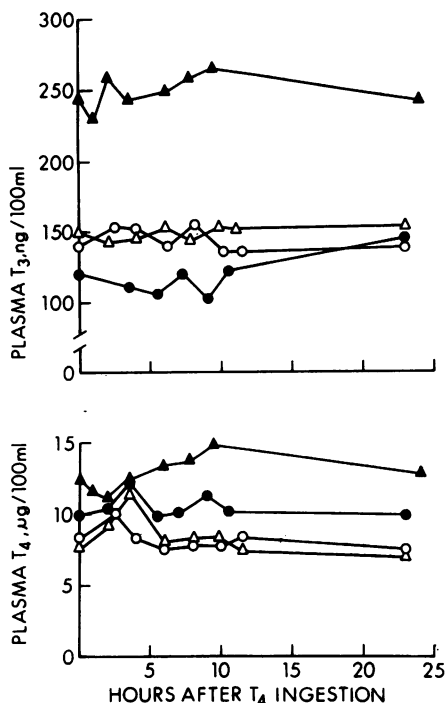 300
250
200
150
100
0
PLASMA T3,ng/100ml
15
10
5
0
PLASMA T4,µg/100ml
0 5 10 15 20 25
HOURS AFTER T4 INGESTION